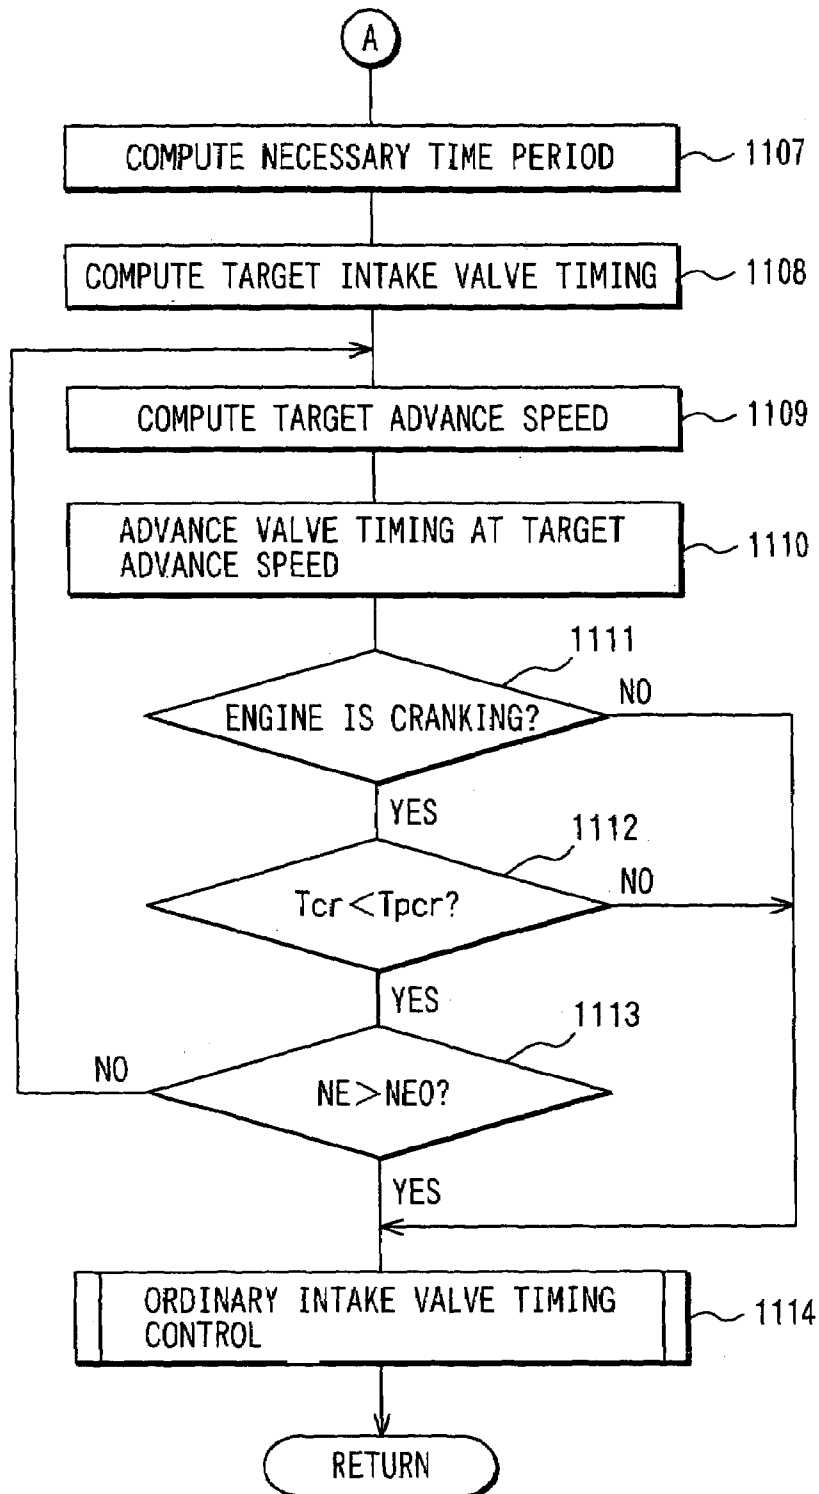 A
COMPUTE NECESSARY TIME PERIOD
1107
COMPUTE TARGET INTAKE VALVE TIMING
1108
COMPUTE TARGET ADVANCE SPEED
1109
ADVANCE VALVE TIMING AT TARGET
ADVANCE SPEED
1110
1111
ENGINE IS CRANKING?
NO
YES
1112
Tcr<Tpcr?
NO
YES
1113
NO
NE>NE0?
YES
ORDINARY INTAKE VALVE TIMING
CONTROL
1114
RETURN